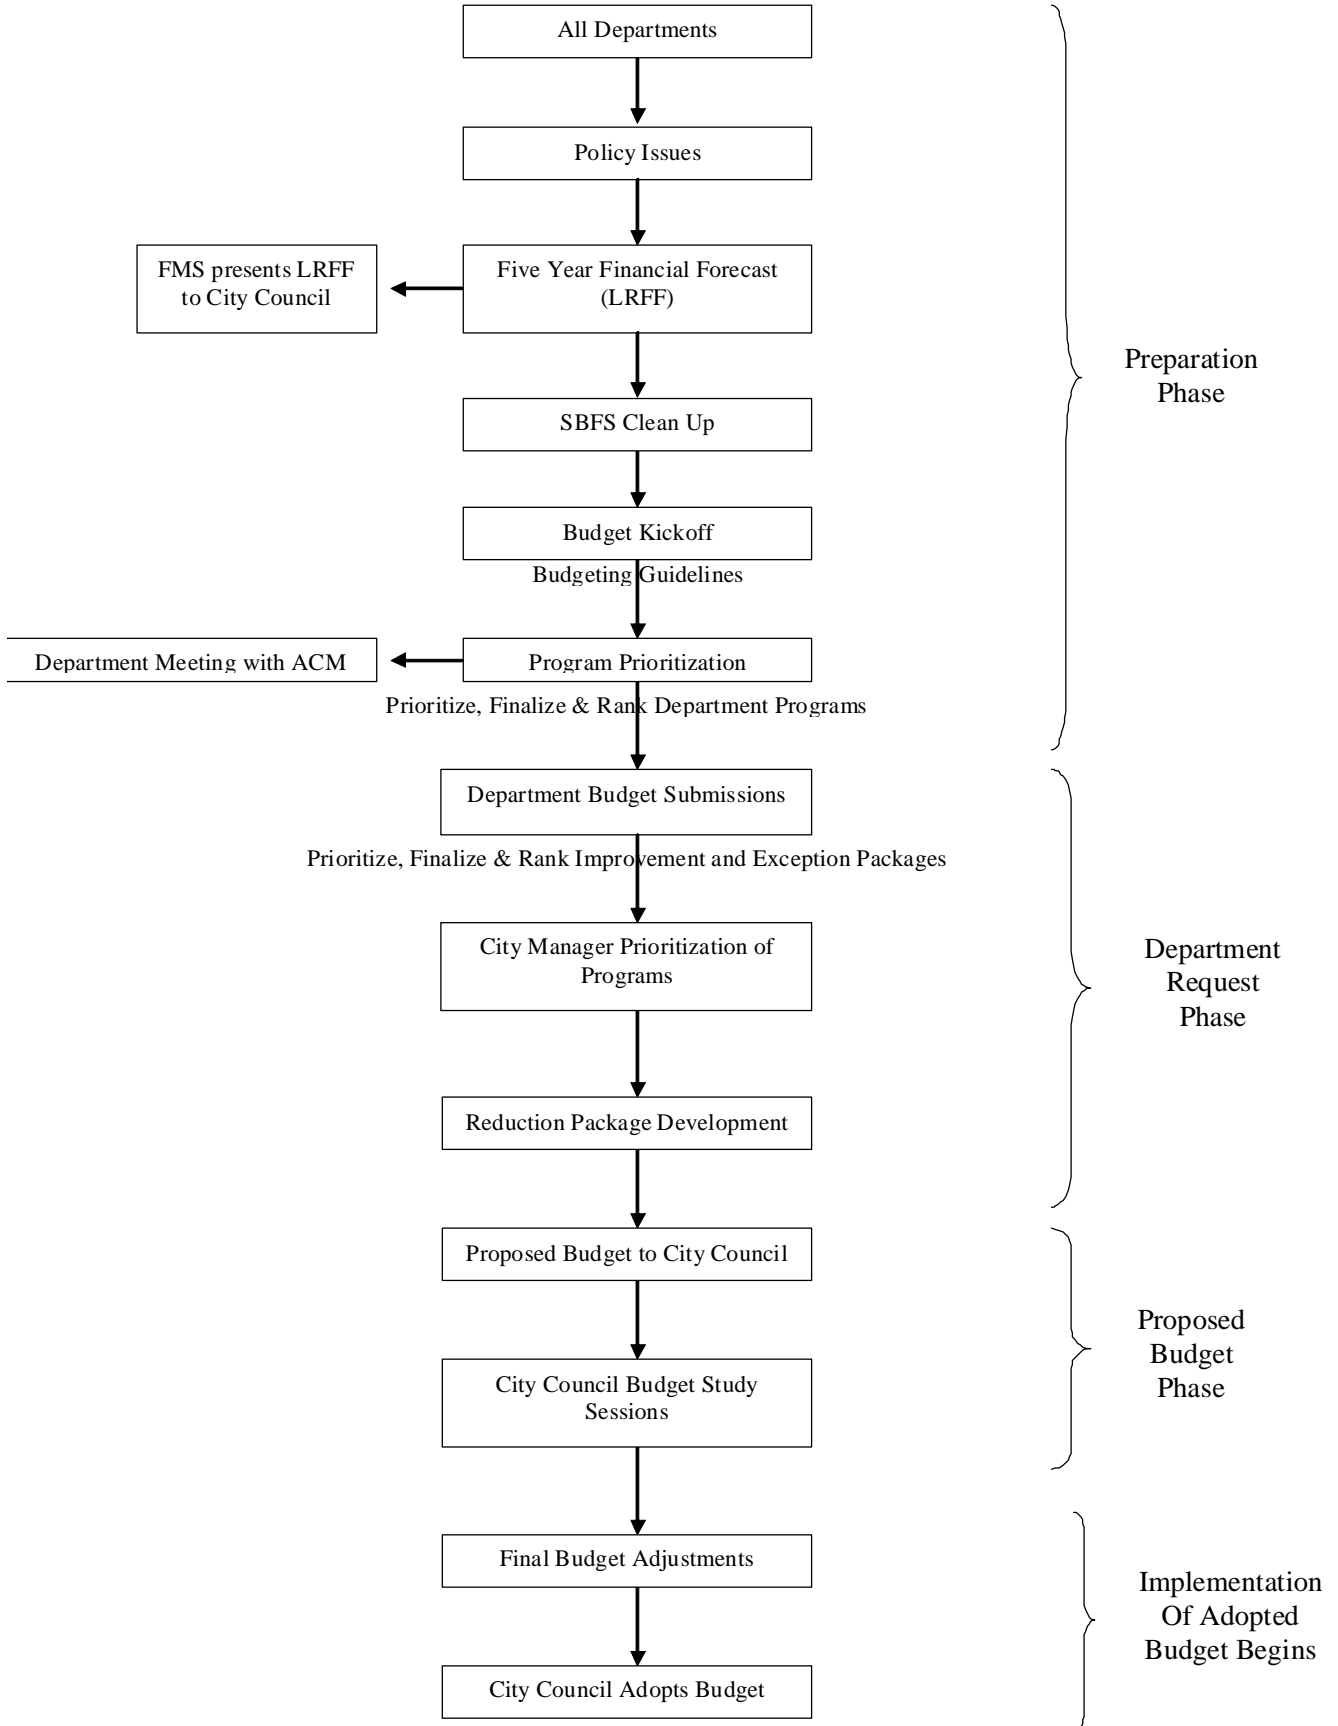 All Departments
Policy Issues
FMS presents LRFF
to City Council
Five Year Financial Forecast
(LRFF)
Preparation
Phase
SBFS Clean Up
Budget Kickoff
Budgeting Guidelines
Department Meeting with ACM
Program Prioritization
Prioritize, Finalize & Rank Department Programs
Department Budget Submissions
Prioritize, Finalize & Rank Improvement and Exception Packages
City Manager Prioritization of
Programs
Department
Request
Phase
Reduction Package Development
Proposed Budget to City Council
Proposed
Budget
Phase
City Council Budget Study
Sessions
Final Budget Adjustments
Implementation
Of Adopted
Budget Begins
City Council Adopts Budget